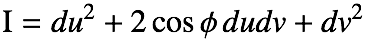 I = du² + 2 cos ϕ dudv + dv²